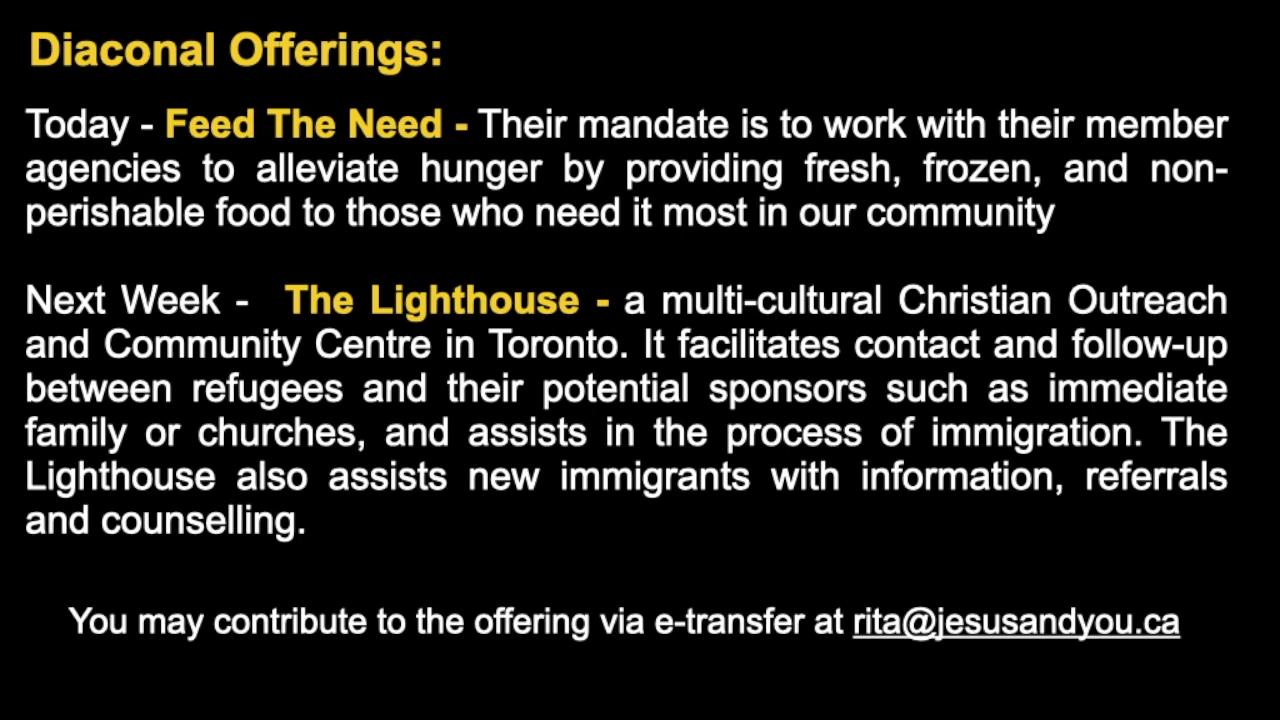 Diaconal Offerings:
Today - Feed The Need - Their mandate is to work with their member
agencies to alleviate hunger by providing fresh, frozen, and non-
perishable food to those who need it most in our community
Next Week - The Lighthouse - a multi-cultural Christian Outreach
and Community Centre in Toronto. It facilitates contact and follow-up
between refugees and their potential sponsors such as immediate
family or churches, and assists in the process of immigration. The
Lighthouse also assists new immigrants with information, referrals
and counselling.
You may contribute to the offering via e-transfer at rita@jesusandyou.ca